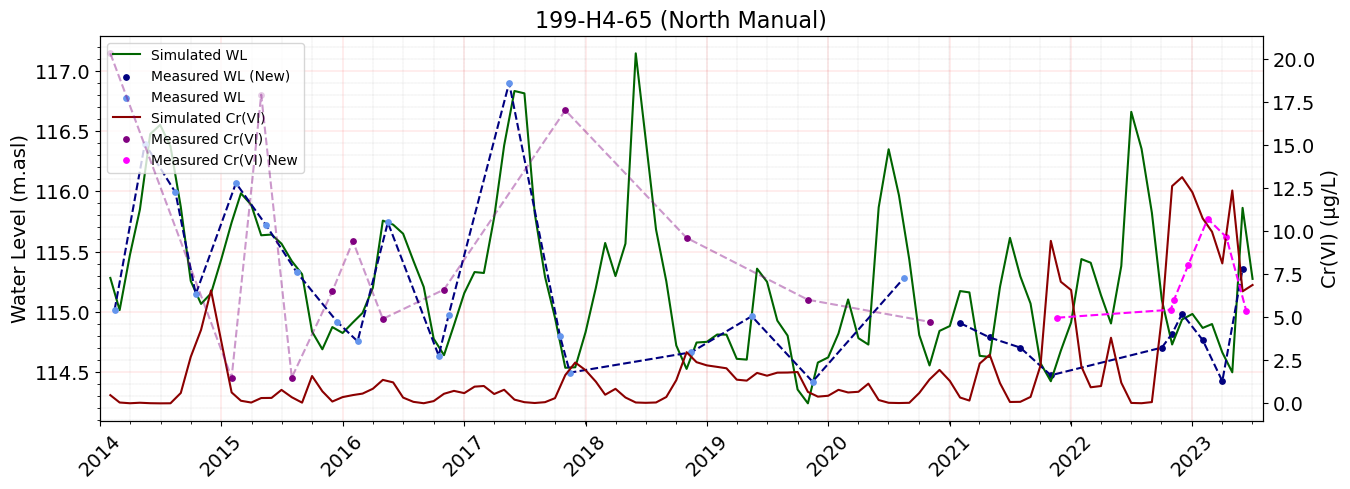 199-H4-65 (North Manual)
Simulated WL
Measured WL (New)
Measured WL
Simulated Cr(VI)
Measured Cr(VI)
Measured Cr(VI) New
Water Level (m.asl)
117.0
116.5
116.0
115.5
115.0
114.5
20.0
17.5
15.0
12.5
10.0
7.5
5.0
2.5
0.0
Cr(VI) (μg/L)
2014
2015
2016
2017
2018
2019
2020
2021
2022
2023